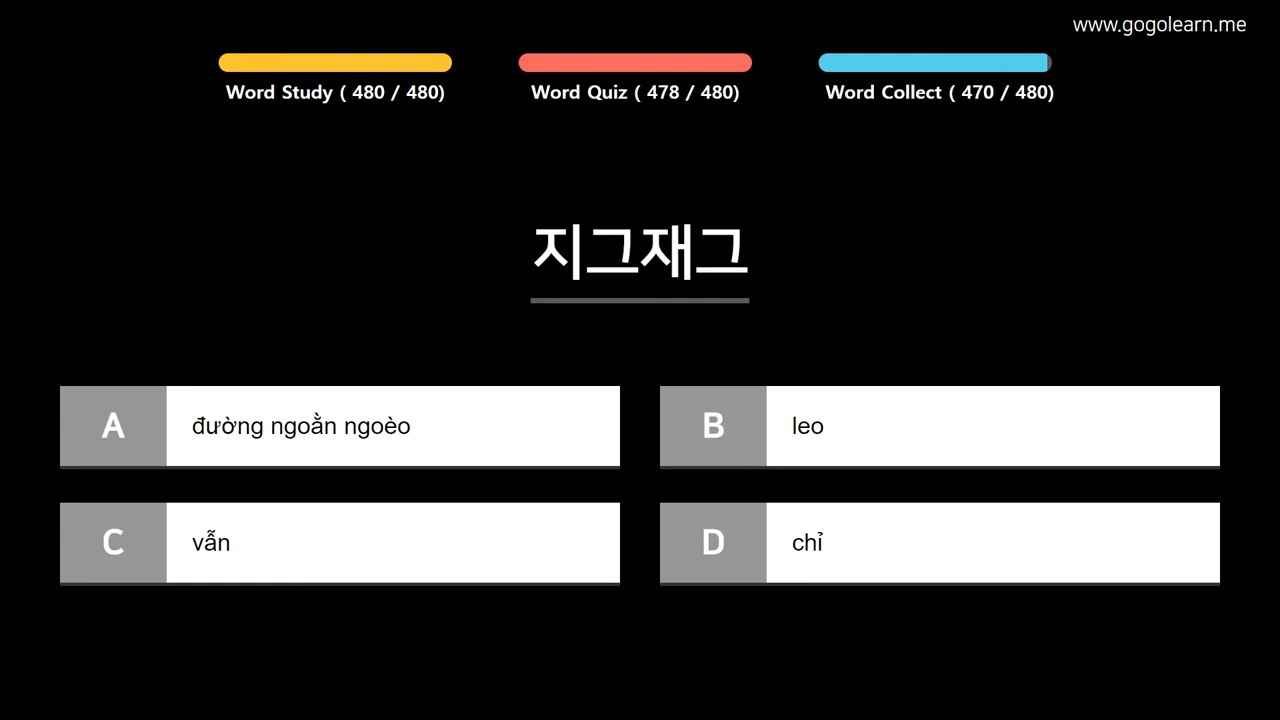 www.gogolearn.me
Word Study ( 480 / 480)
Word Quiz ( 478 / 480)
Word Collect ( 470 / 480)
지그재그
A đường ngoằn ngoèo
B leo
C vẫn
D chỉ